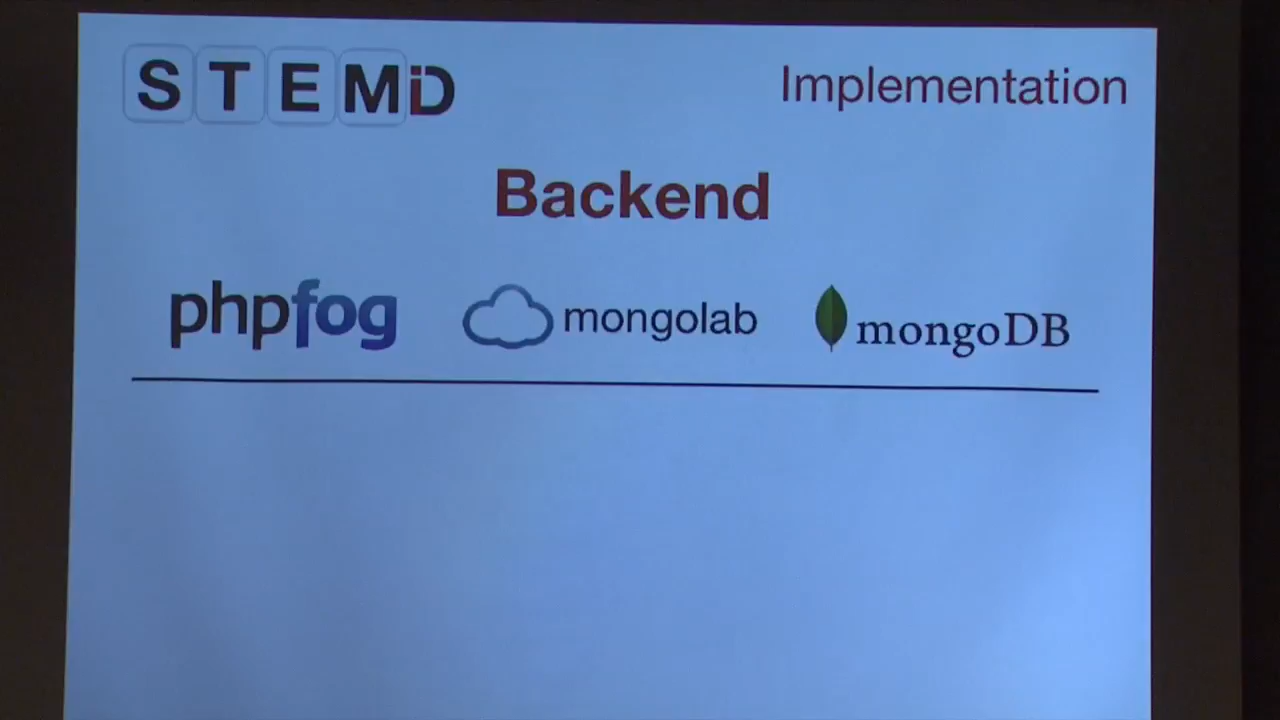 STEMiD
Implementation
Backend
phpfog
mongolab
mongoDB